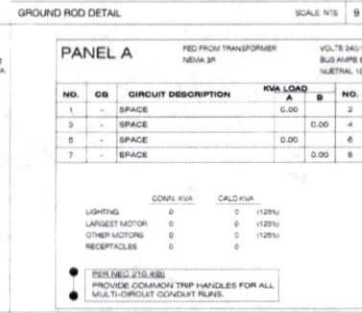 GROUND ROD DETAIL SCALE NTS 9
PANEL A FED FROM TRANSFORMER VOLTS 240/
NEMA 3R BUS AMPS
NUETRAL 10
KVA LOAD
NO. CB CIRCUIT DESCRIPTION A B NO.
1 - SPACE 0.00 2
3 - SPACE 0.00 4
5 - SPACE 0.00 6
7 - SPACE 0.00 8
CONN. KVA CALC KVA
LIGHTING 0 0 (125%)
LARGEST MOTOR 0 0 (125%)
OTHER MOTORS 0 0 (125%)
RECEPTACLES 0 0
PER NEC 210.4(B)
PROVIDE COMMON TRIP HANDLES FOR ALL
MULTI-CIRCUIT CONDUIT RUNS.